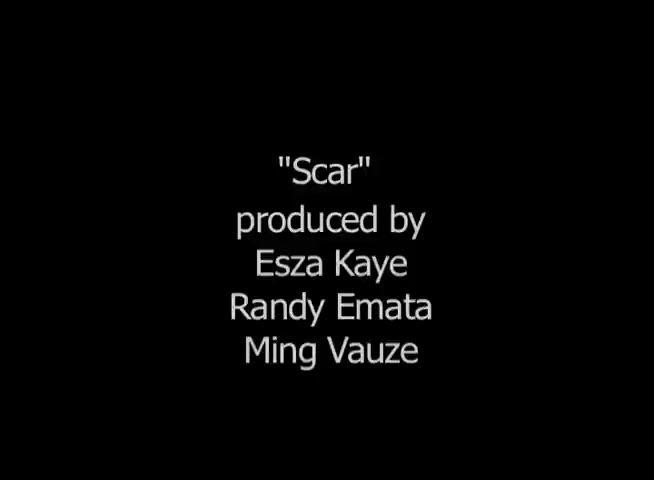 "Scar"
produced by
Esza Kaye
Randy Emata
Ming Vauze